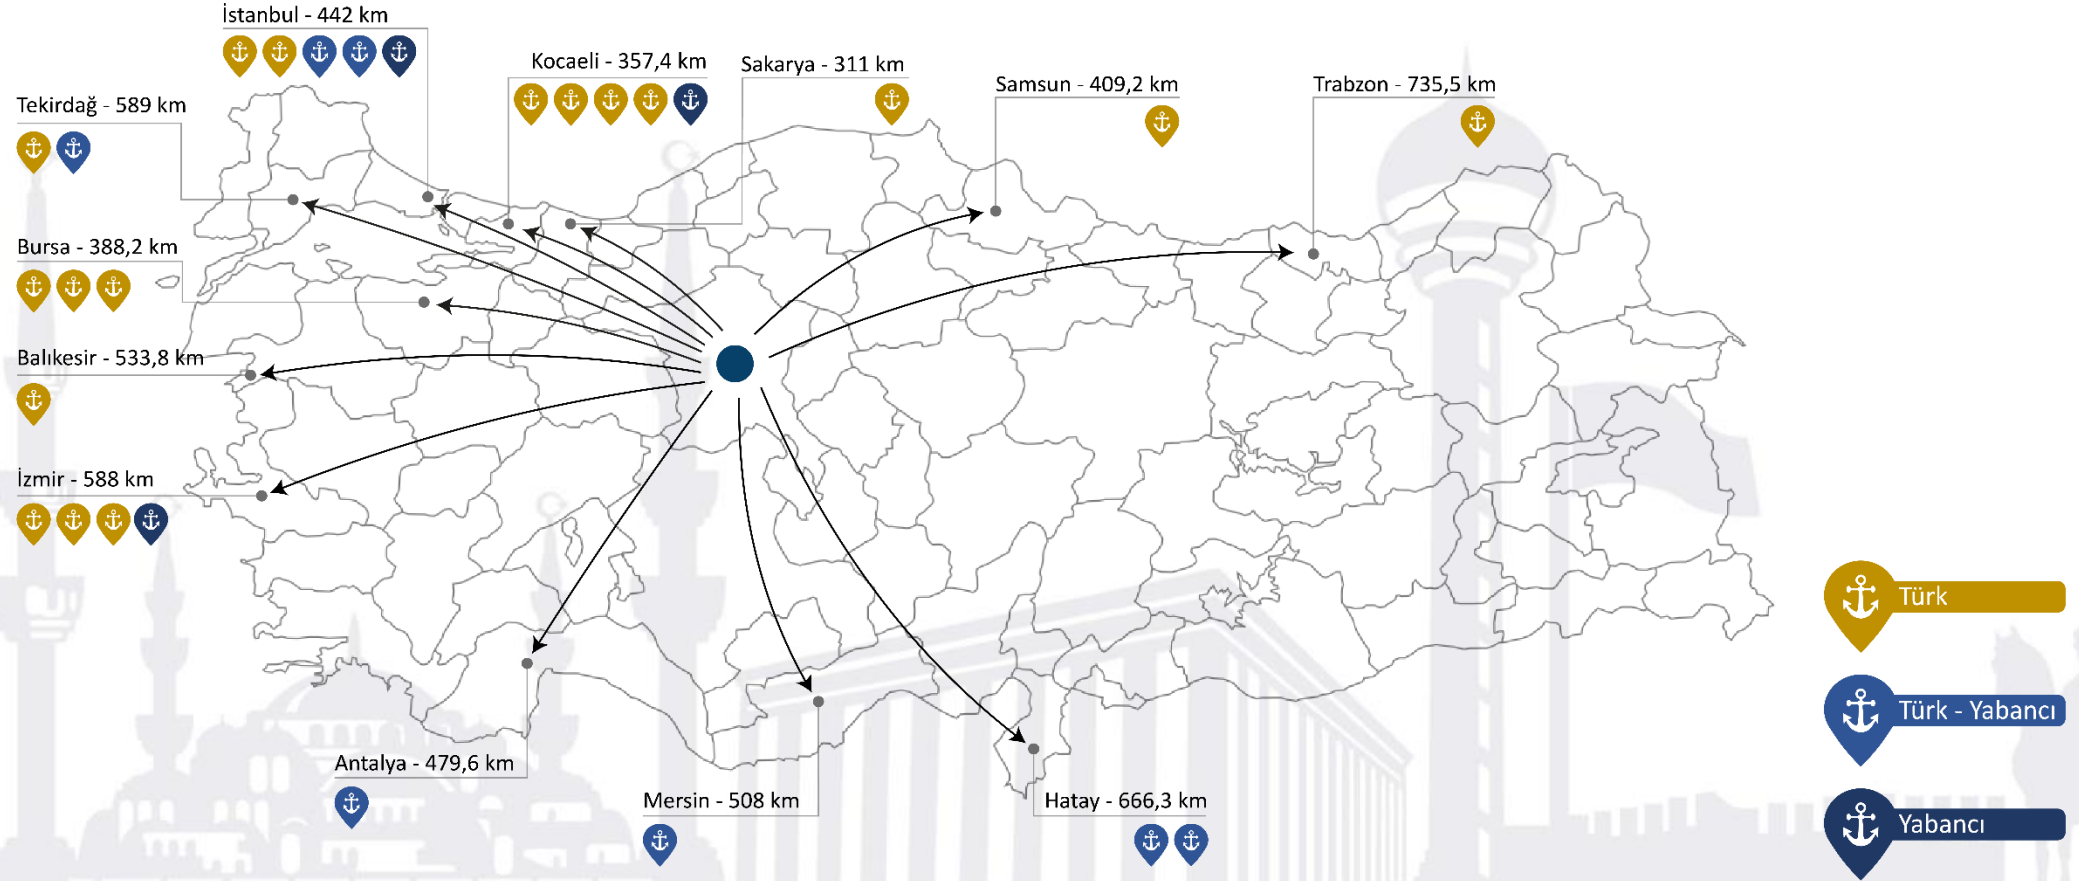 İstanbul - 442 km
Kocaeli - 357,4 km
Sakarya - 311 km
Samsun - 409,2 km
Trabzon - 735,5 km
Tekirdağ - 589 km
Bursa - 388,2 km
Balıkesir - 533,8 km
İzmir - 588 km
Antalya - 479,6 km
Mersin - 508 km
Hatay - 666,3 km
Türk
Türk - Yabancı
Yabancı